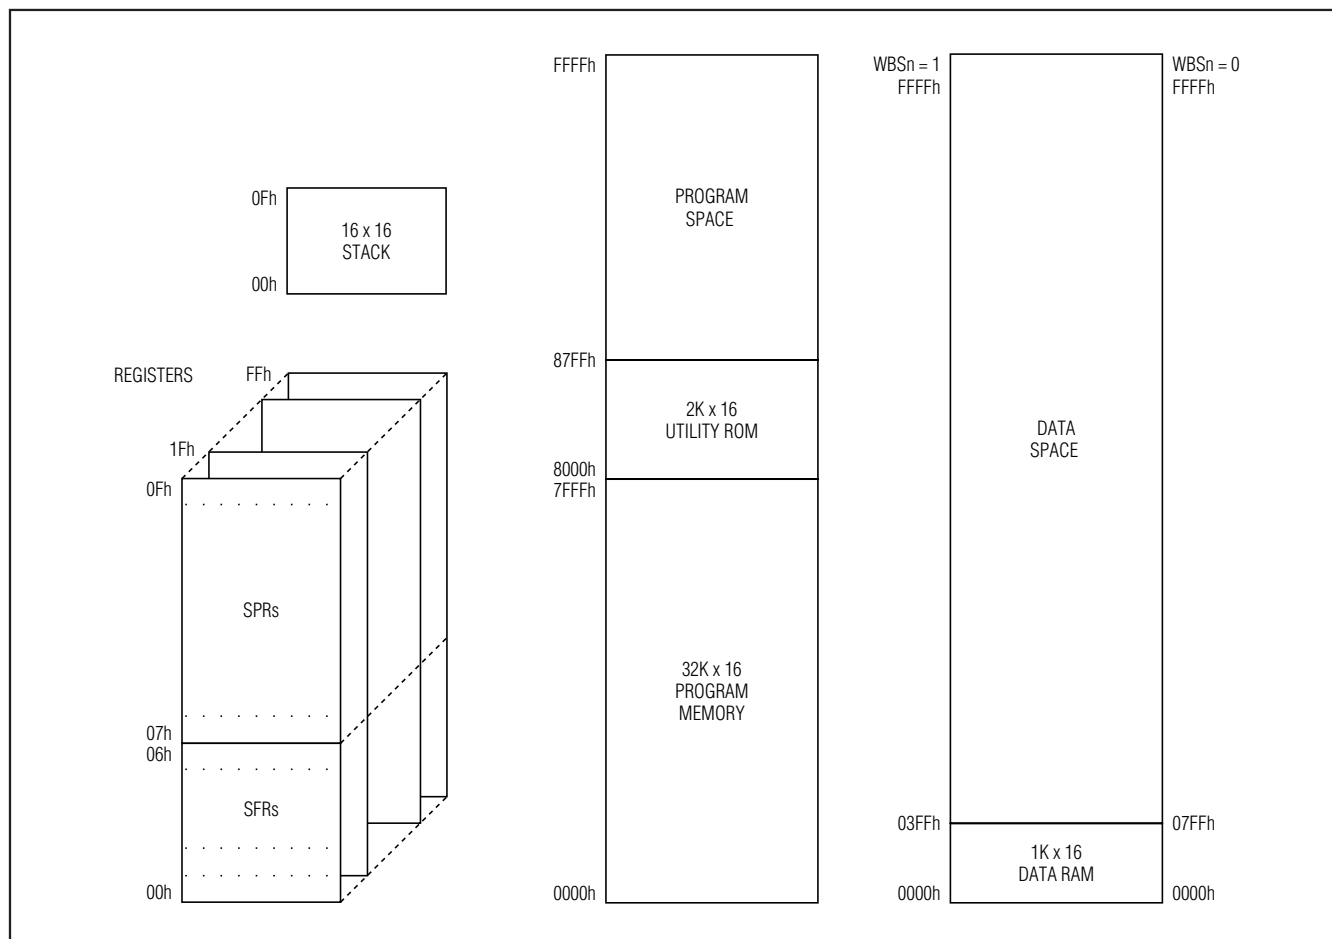 0Fh
16 x 16
STACK
00h
REGISTERS
FFh
1Fh
0Fh
SPRs
07h
06h
SFRs
00h
FFFFh
PROGRAM
SPACE
87FFh
2K x 16
UTILITY ROM
8000h
7FFFh
32K x 16
PROGRAM
MEMORY
0000h
WBSn = 1
FFFFh
WBSn = 0
FFFFh
DATA
SPACE
03FFh
07FFh
1K x 16
DATA RAM
0000h
0000h